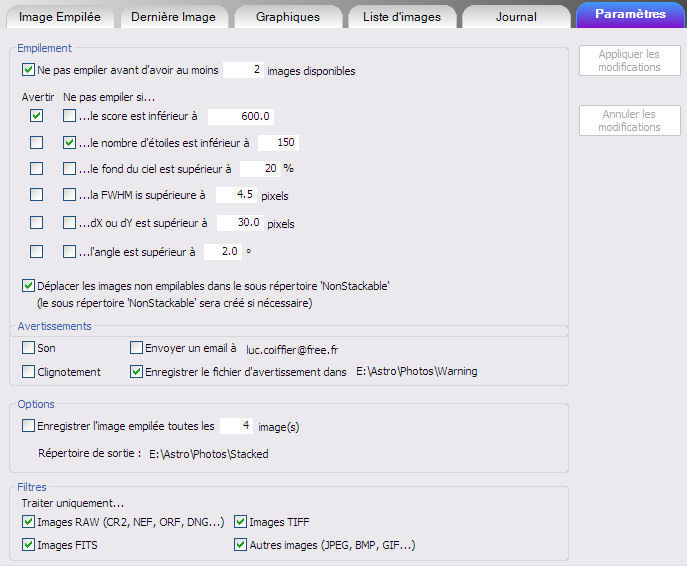 Image Empilée Dernière Image Graphiques Liste d'images Journal Paramètres
Empilement
Ne pas empiler avant d'avoir au moins 2 images disponibles
Appliquer les
modifications
Avertir Ne pas empiler si...
...le score est inférieur à 600.0
Annuler les
modifications
...le nombre d'étoiles est inférieur à 150
...le fond du ciel est supérieur à 20 %
...la FWHM is supérieure à 4.5 pixels
...dX ou dY est supérieur à 30.0 pixels
...l'angle est supérieur à 2.0 °
Déplacer les images non empilables dans le sous répertoire 'NonStackable'
(le sous répertoire 'NonStackable' sera créé si nécessaire)
Avertissements
Son Envoyer un email à luc.coiffier@free.fr
Clignotement Enregistrer le fichier d'avertissement dans E:\Astro\Photos\Warning
Options
Enregistrer l'image empilée toutes les 4 image(s)
Répertoire de sortie : E:\Astro\Photos\Stacked
Filtres
Traiter uniquement...
Images RAW (CR2, NEF, ORF, DNG...) Images TIFF
Images FITS Autres images (JPEG, BMP, GIF...)